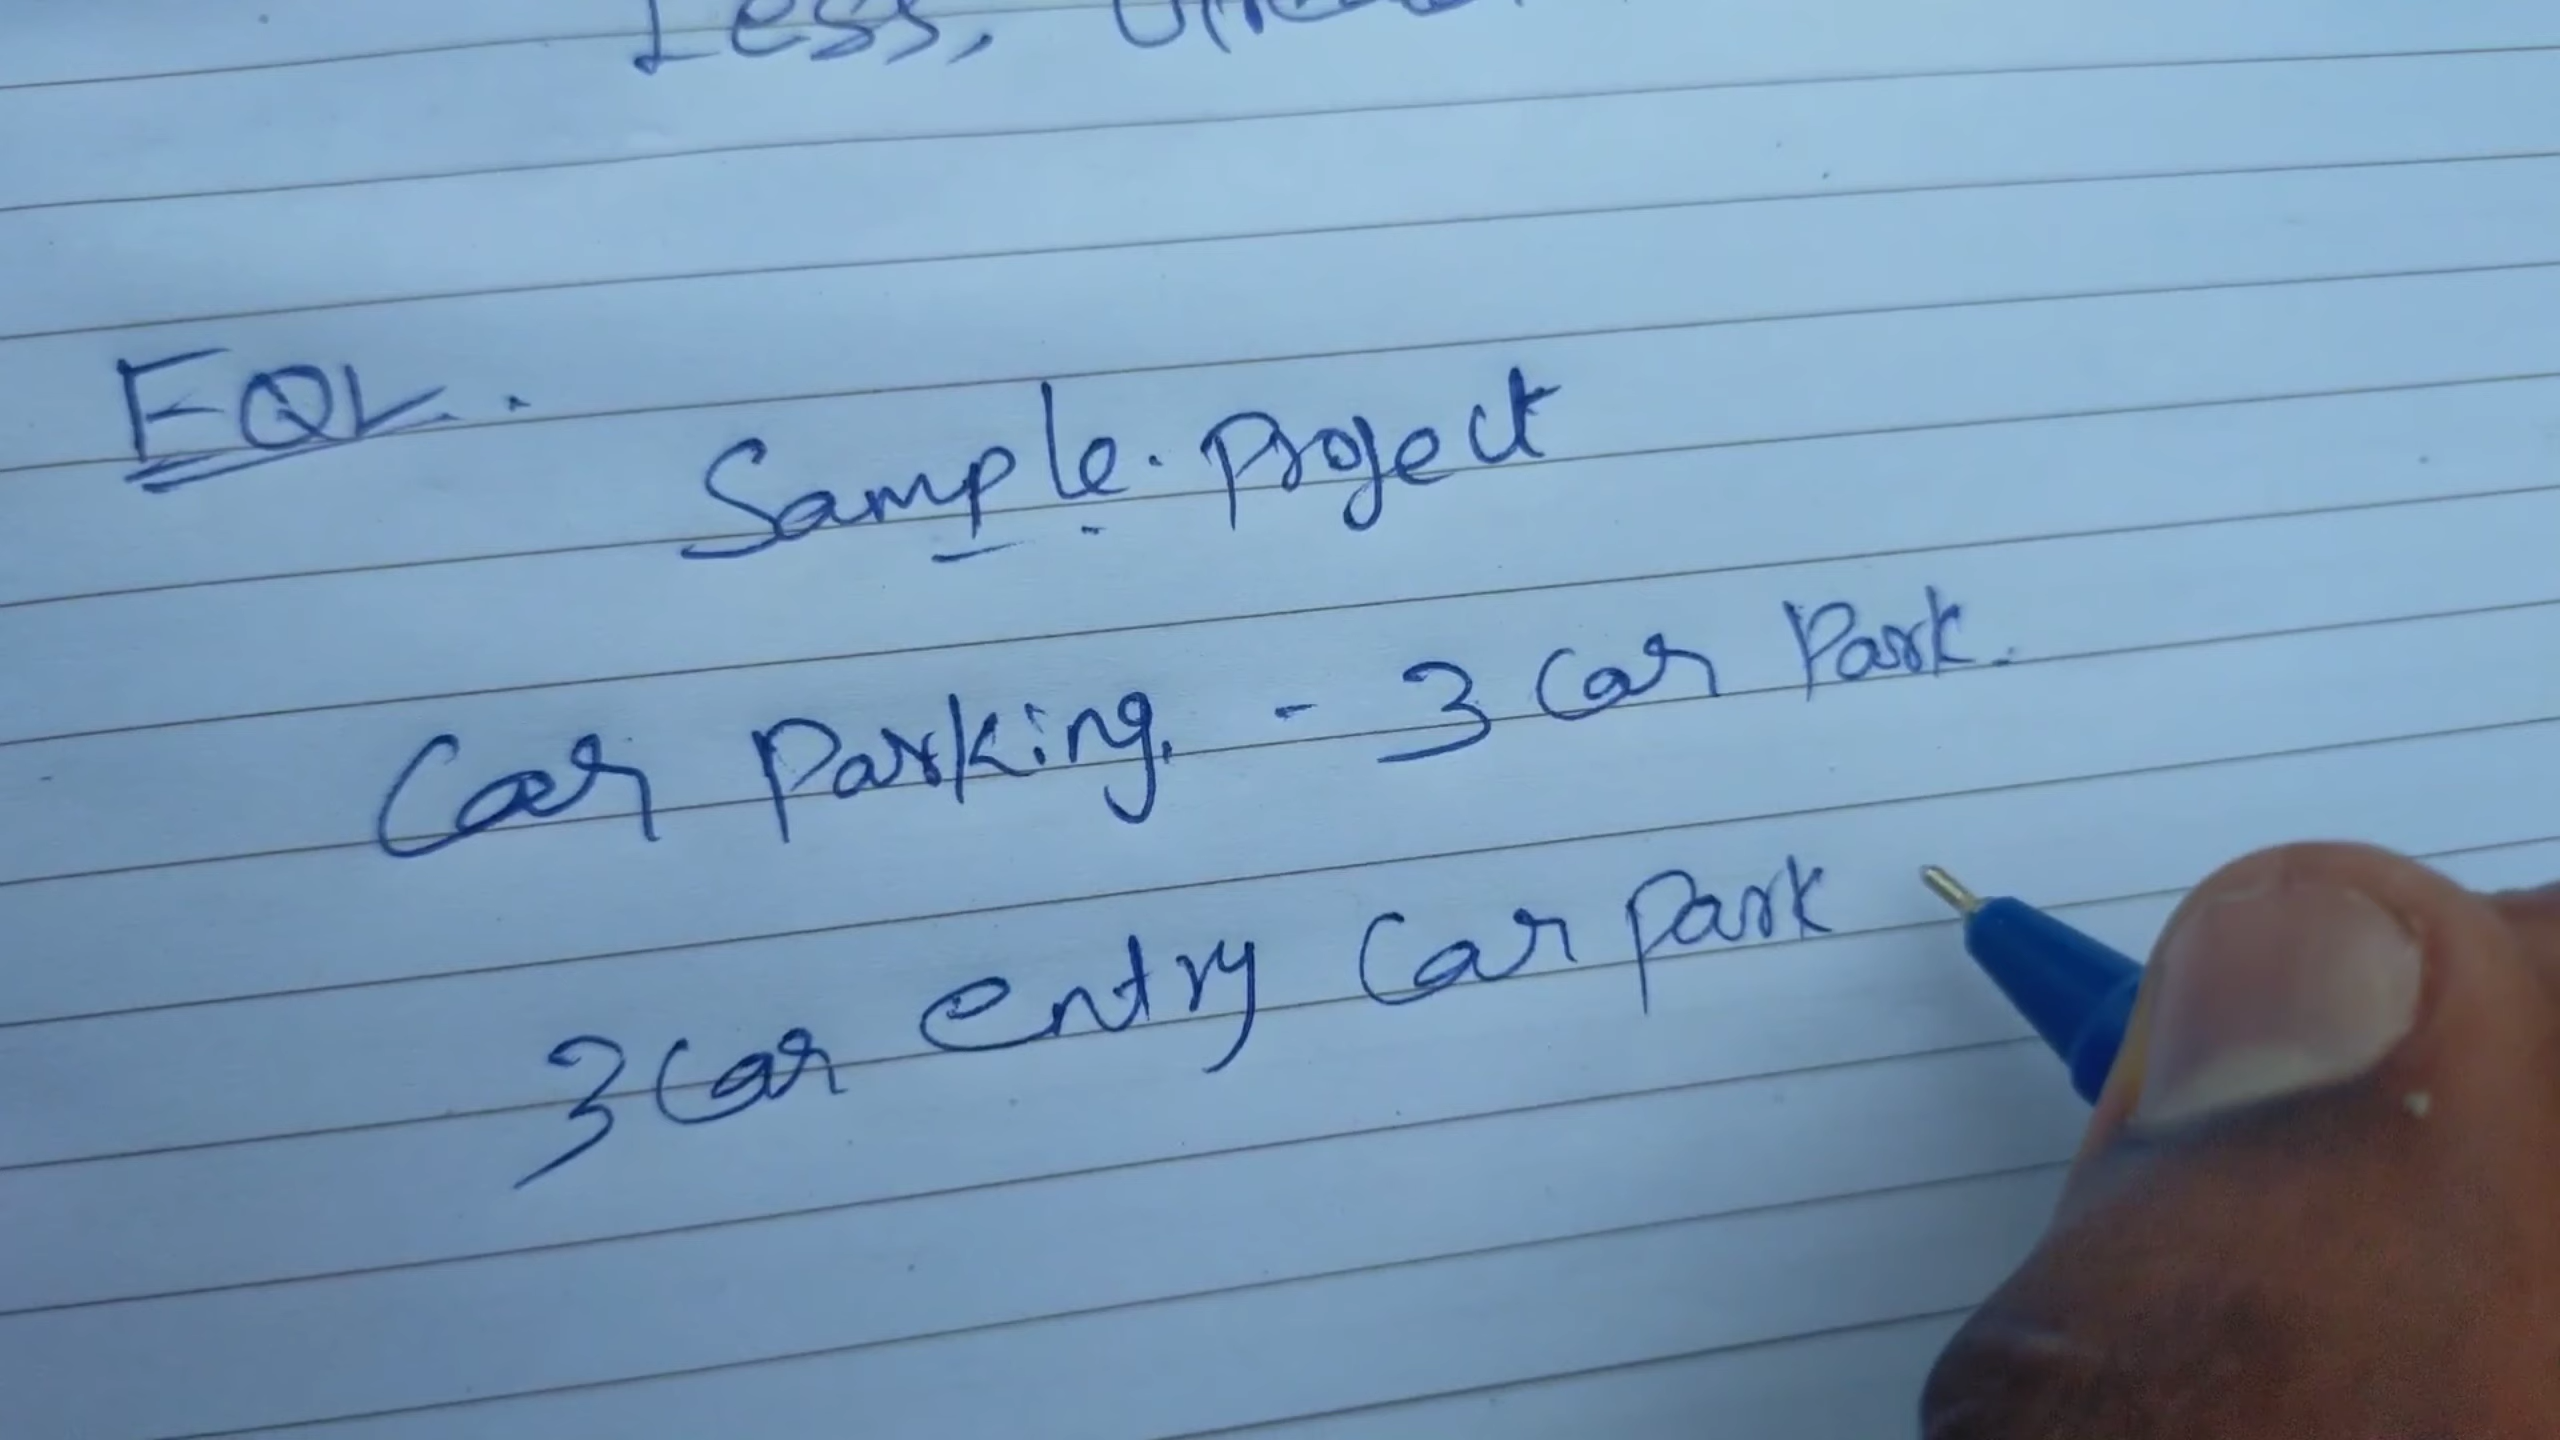 Less,
EQL.
Sample. Project
Car Parking. - 3 Car Park.
3 Car entry Car Park